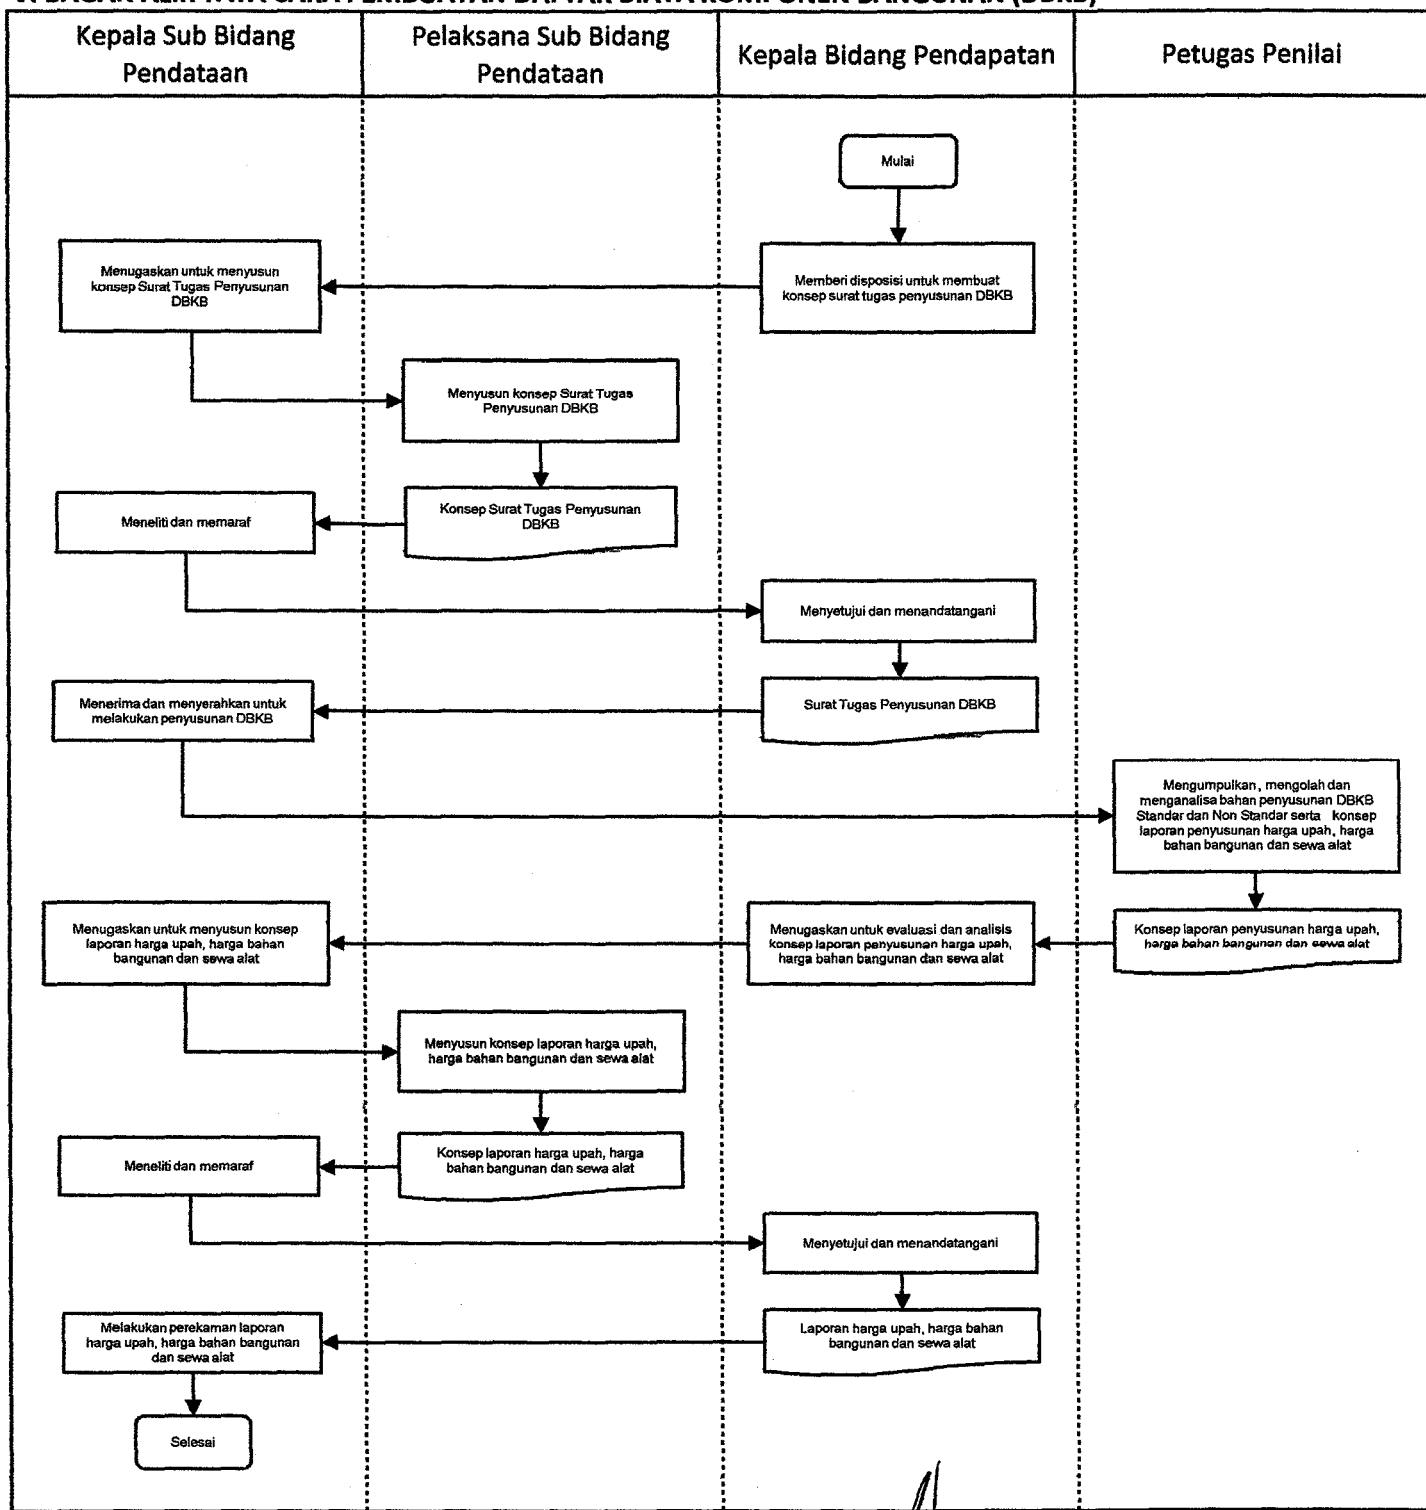 Kepala Sub Bidang
Pendataan
Pelaksana Sub Bidang
Pendataan
Kepala Bidang Pendapatan
Petugas Penilai
Mulai
Memberi disposisi untuk membuat
konsep surat tugas penyusunan DBKB
Menugaskan untuk menyusun
konsep Surat Tugas Penyusunan
DBKB
Menyusun konsep Surat Tugas
Penyusunan DBKB
Konsep Surat Tugas Penyusunan
DBKB
Meneliti dan memaraf
Menyetujui dan menandatangani
Surat Tugas Penyusunan DBKB
Menerima dan menyerahkan untuk
melakukan penyusunan DBKB
Mengumpulkan, mengolah dan
menganalisa bahan penyusunan DBKB
Standar dan Non Standar serta konsep
laporan penyusunan harga upah, harga
bahan bangunan dan sewa alat
Konsep laporan penyusunan harga upah,
harga bahan bangunan dan sewa alat
Menugaskan untuk evaluasi dan analisis
konsep laporan penyusunan harga upah,
harga bahan bangunan dan sewa alat
Menugaskan untuk menyusun konsep
laporan harga upah, harga bahan
bangunan dan sewa alat
Menyusun konsep laporan harga upah,
harga bahan bangunan dan sewa alat
Konsep laporan harga upah, harga
bahan bangunan dan sewa alat
Meneliti dan memaraf
Menyetujui dan menandatangani
Laporan harga upah, harga bahan
bangunan dan sewa alat
Melakukan perekaman laporan
harga upah, harga bahan bangunan
dan sewa alat
Selesai